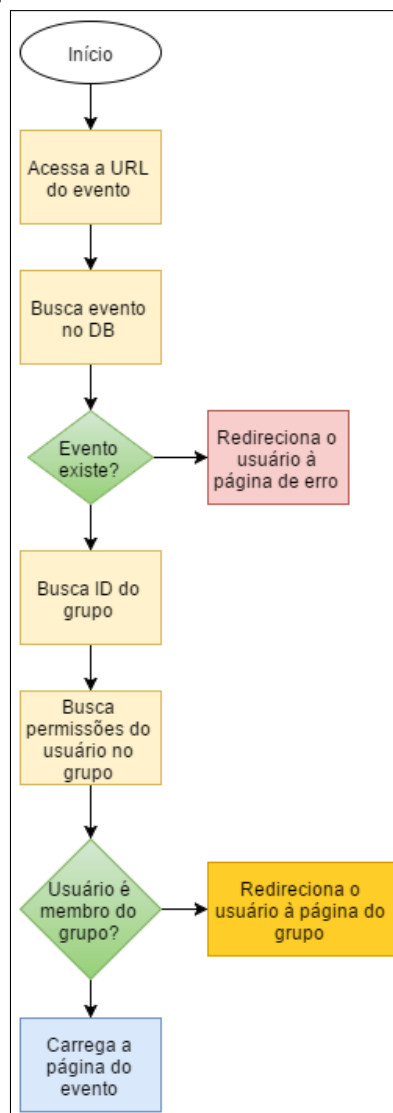 Início
Acessa a URL
do evento
Busca evento
no DB
Evento
existe?
Redireciona o
usuário à
página de erro
Busca ID do
grupo
Busca
permissões do
usuário no
grupo
Usuário é
membro do
grupo?
Redireciona o
usuário à página do
grupo
Carrega a
página do
evento